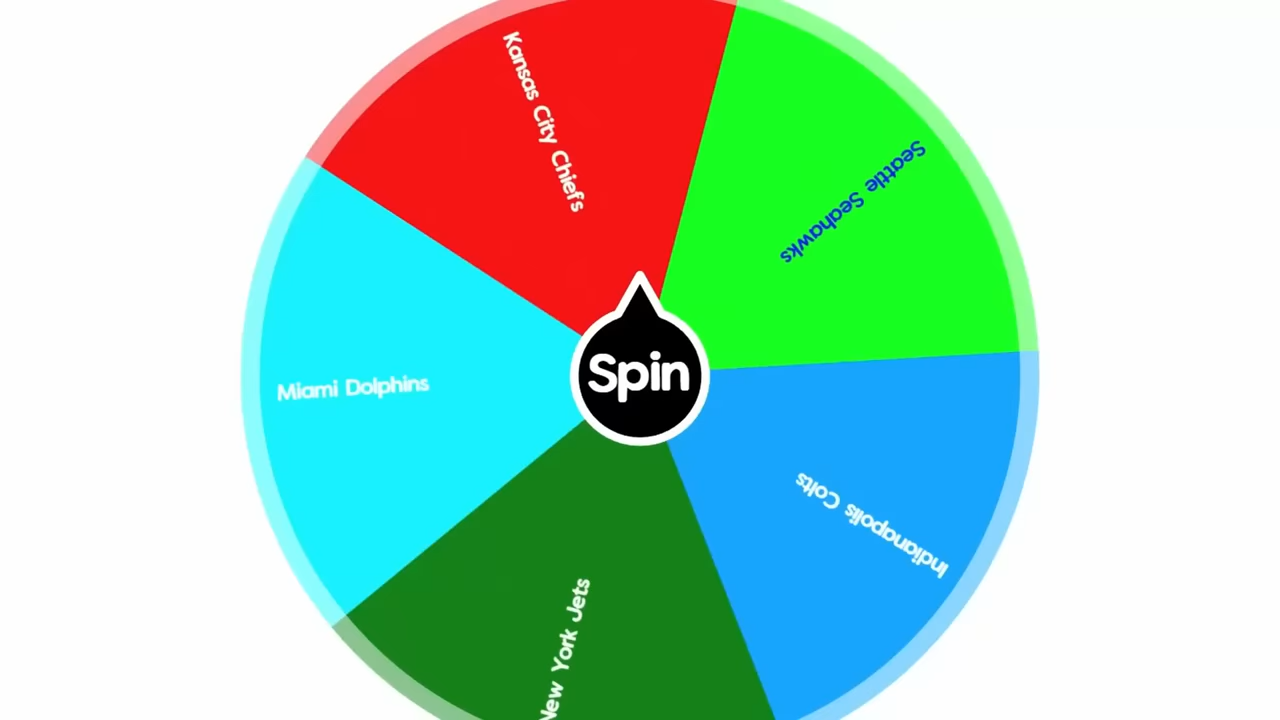 Kansas City Chiefs
Seattle Seahawks
Miami Dolphins
Spin
Indianapolis Colts
New York Jets